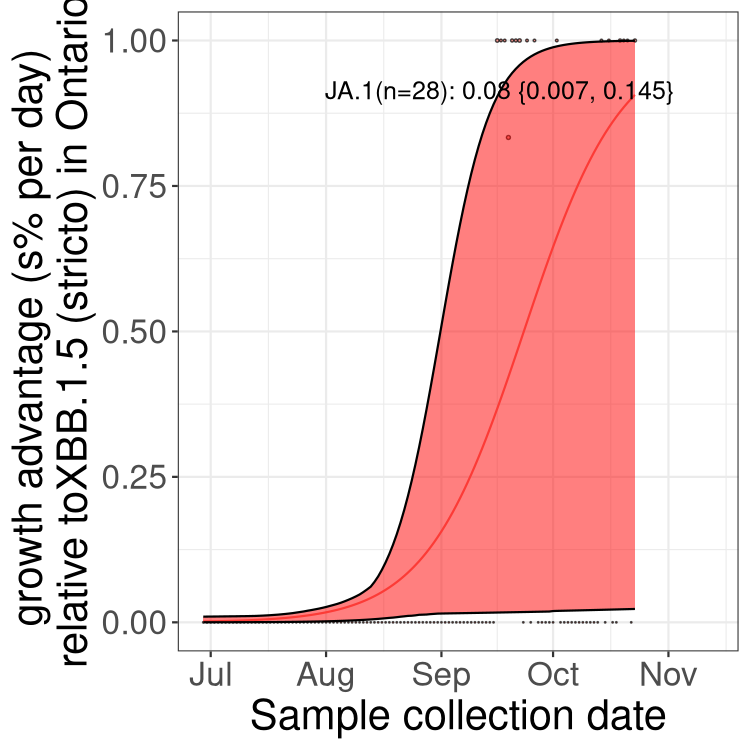 growth advantage (s% per day)
relative toXBB.1.5 (stricto) in Ontario
1.00
0.75
0.50
0.25
0.00
JA.1(n=28): 0.08 {0.007, 0.145}
Jul Aug Sep Oct Nov
Sample collection date